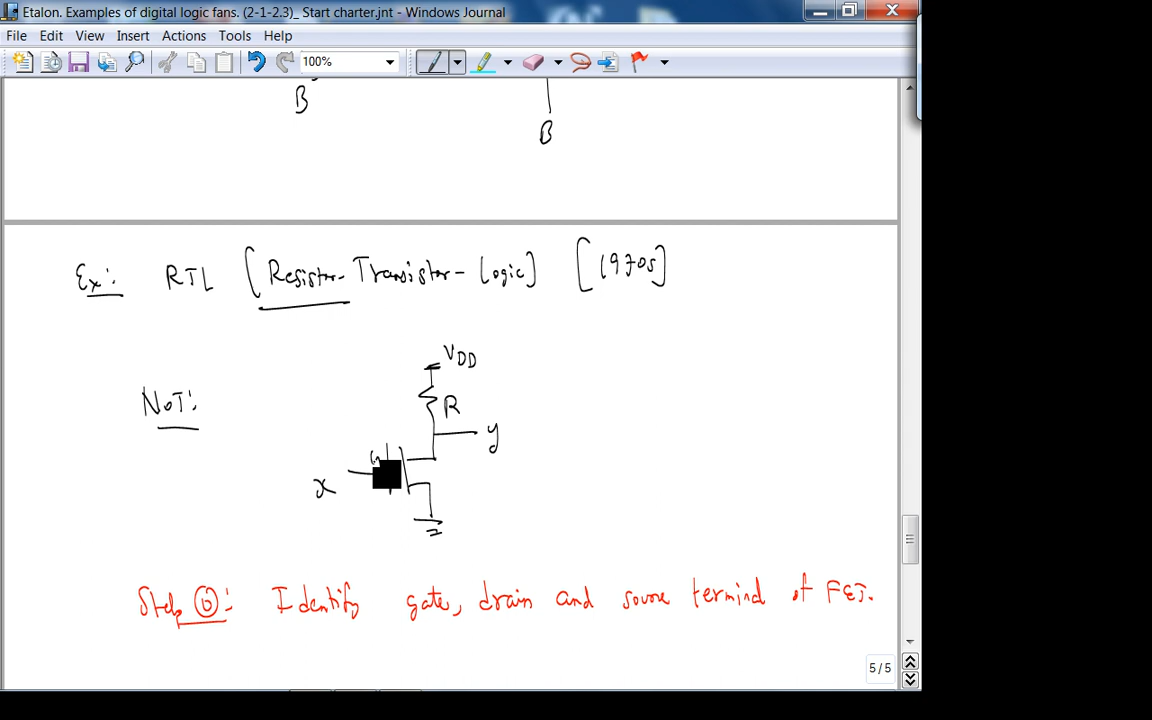 Etalon. Examples of digital logic fans. (2-1-2.3)_ Start charter.jnt - Windows Journal
File Edit View Insert Actions Tools Help
100%
B
B
Ex: RTL [Resistor-Transistor-Logic] [1970s]
VDD
NOT:
R
y
G
x
Step 0: Identify gate, drain and source terminal of FET.
5/5